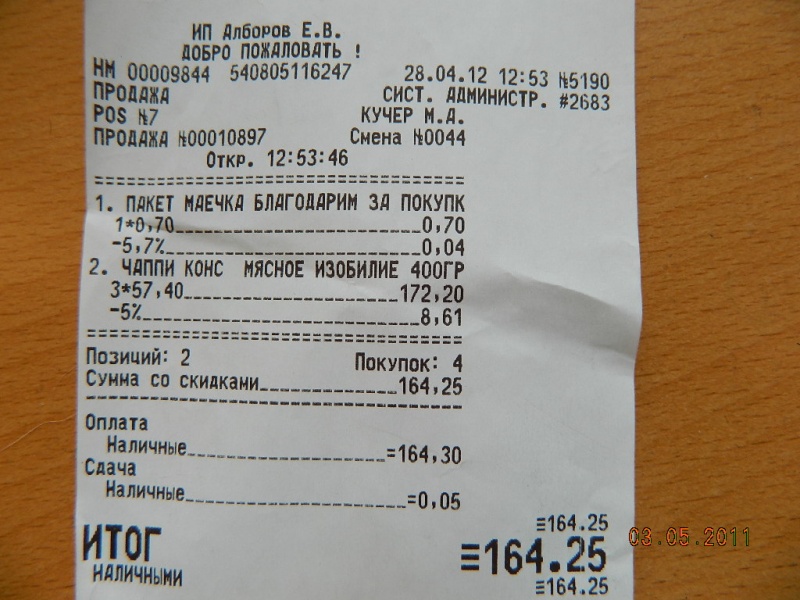 ИП Алборов Е.В.
ДОБРО ПОЖАЛОВАТЬ !
НМ 00009844 540805116247 28.04.12 12:53 №5190
ПРОДАЖА СИСТ. АДМИНИСТР. #2683
POS №7 КУЧЕР М.А.
ПРОДАЖА №00010897 Смена №0044
Откр. 12:53:46
1. ПАКЕТ МАЕЧКА БЛАГОДАРИМ ЗА ПОКУПК
1*0,70 0,70
-5,7% 0,04
2. ЧАППИ КОНС МЯСНОЕ ИЗОБИЛИЕ 400ГР
3*57,40 172,20
-5% 8,61
Позиций: 2 Покупок: 4
Сумма со скидками 164,25
Оплата
Наличные =164,30
Сдача
Наличные =0,05
≡164.25
ИТОГ ≡164.25
НАЛИЧНЫМИ ≡164.25
03.05.2011